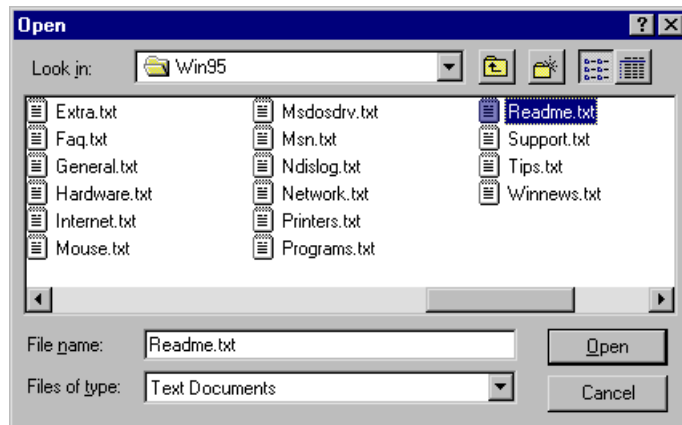 Open
Look in: Win95
Extra.txt Msdosdrv.txt Readme.txt
Faq.txt Msn.txt Support.txt
General.txt Ndislog.txt Tips.txt
Hardware.txt Network.txt Winnews.txt
Internet.txt Printers.txt
Mouse.txt Programs.txt
File name: Readme.txt Open
Files of type: Text Documents Cancel